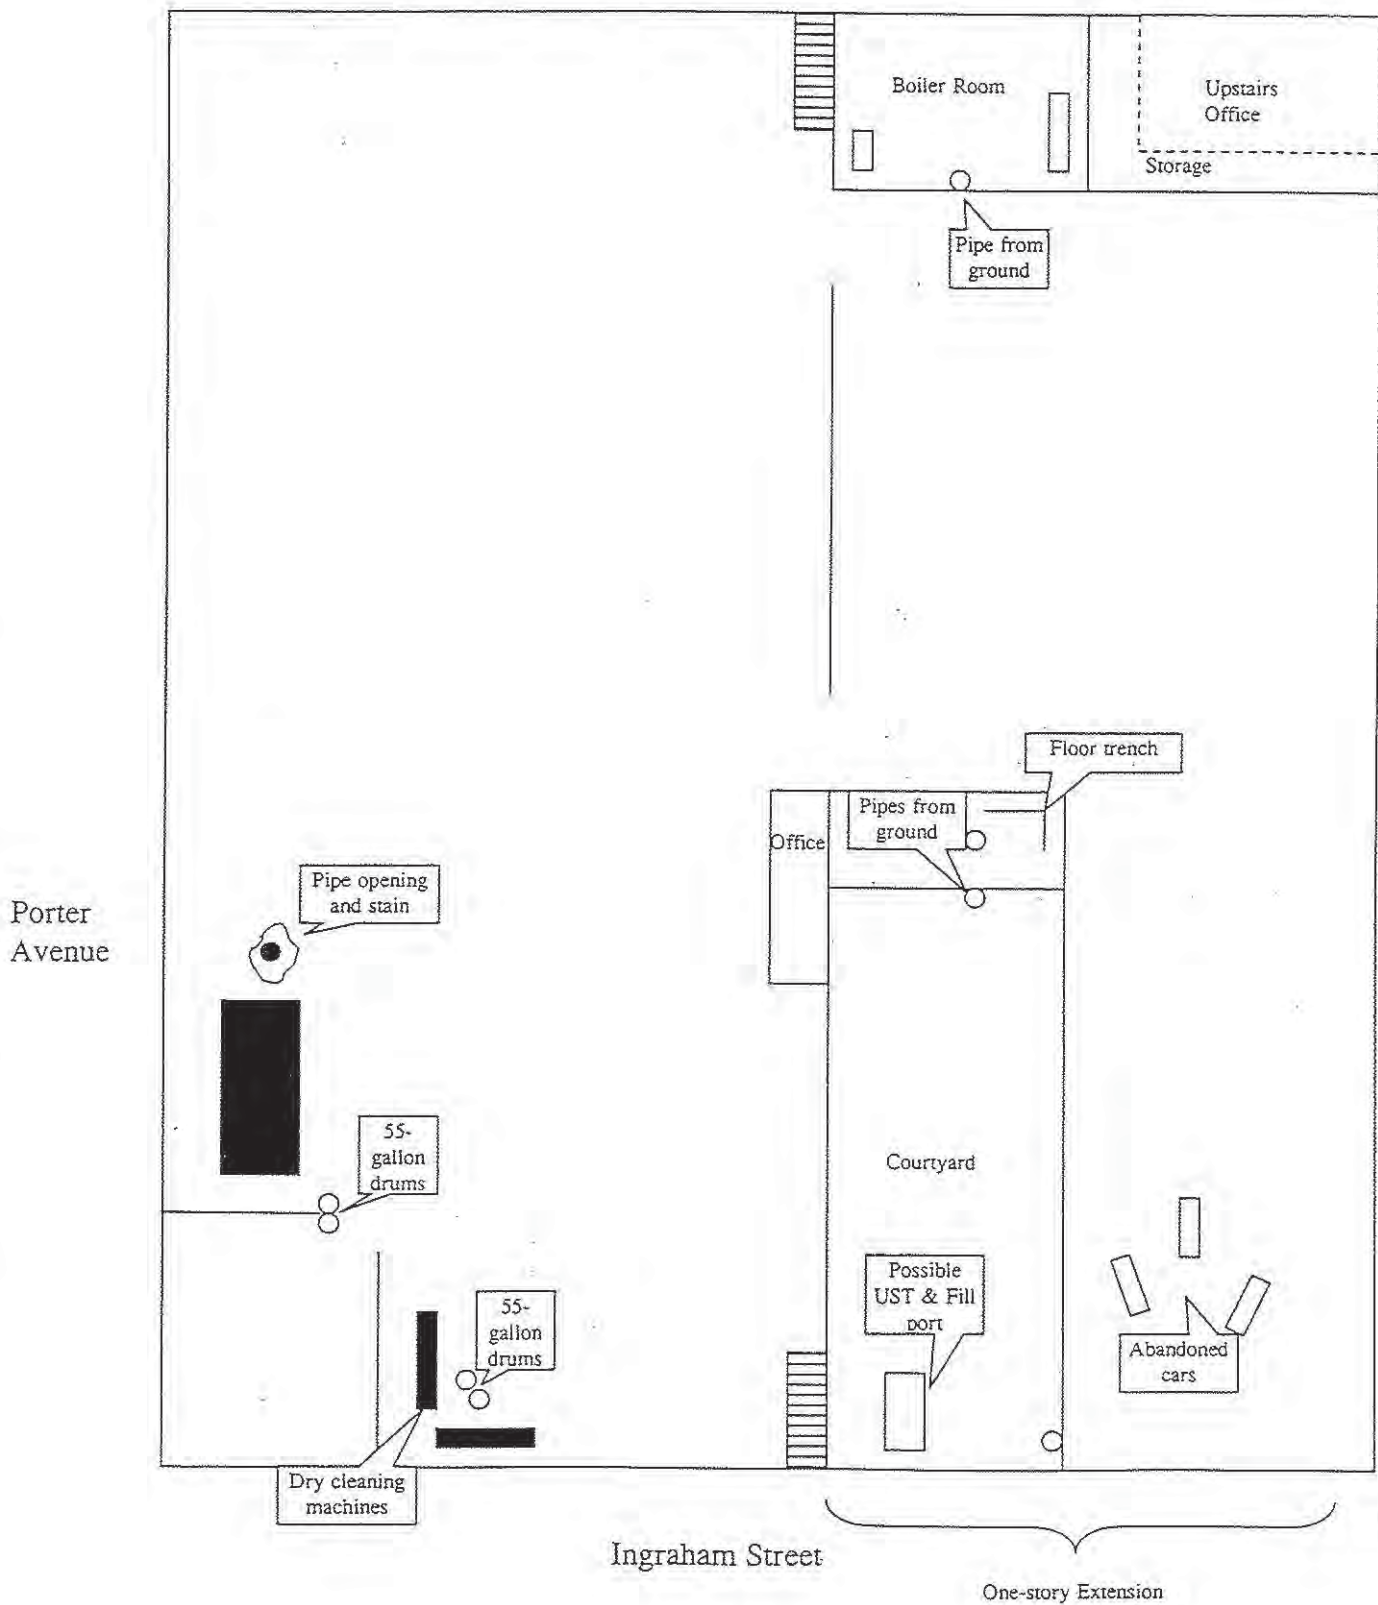 Boiler Room
Upstairs
Office
Storage
Pipe from
ground
Floor trench
Pipes from
ground
Office
Pipe opening
and stain
Porter
Avenue
55-
gallon
drums
Courtyard
Possible
UST & Fill
port
55-
gallon
drums
Abandoned
cars
Dry cleaning
machines
Ingraham Street
One-story Extension